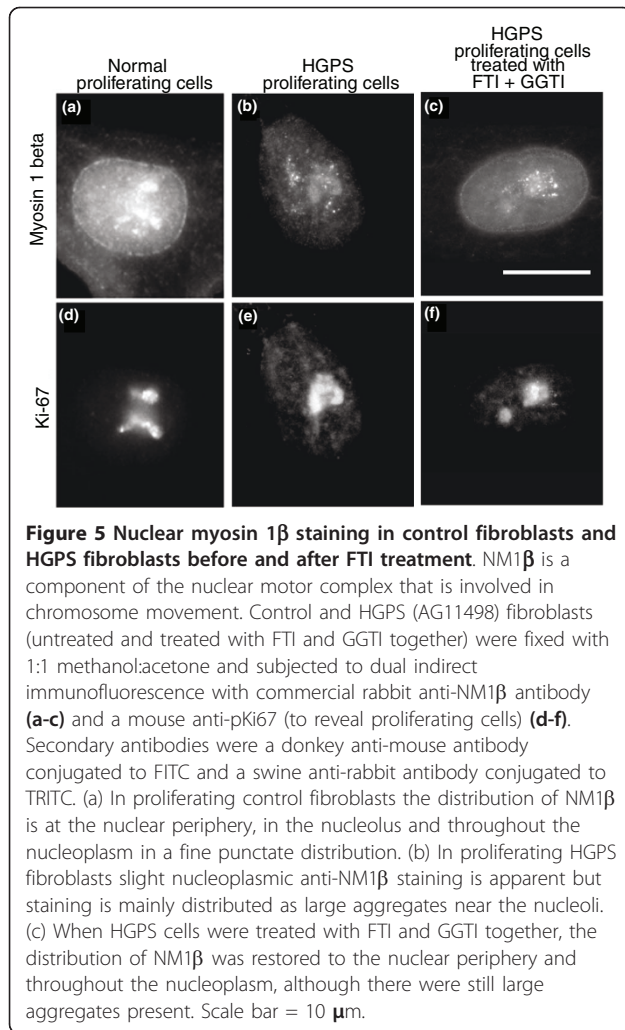 Normal
proliferating cells
HGPS
proliferating cells
HGPS
proliferating cells
treated with
FTI + GGTI
Myosin 1 beta
(a)
(b)
(c)
Ki-67
(d)
(e)
(f)
Figure 5 Nuclear myosin 1β staining in control fibroblasts and
HGPS fibroblasts before and after FTI treatment. NM1β is a
component of the nuclear motor complex that is involved in
chromosome movement. Control and HGPS (AG11498) fibroblasts
(untreated and treated with FTI and GGTI together) were fixed with
1:1 methanol:acetone and subjected to dual indirect
immunofluorescence with commercial rabbit anti-NM1β antibody
(a-c) and a mouse anti-pKi67 (to reveal proliferating cells) (d-f).
Secondary antibodies were a donkey anti-mouse antibody
conjugated to FITC and a swine anti-rabbit antibody conjugated to
TRITC. (a) In proliferating control fibroblasts the distribution of NM1β
is at the nuclear periphery, in the nucleolus and throughout the
nucleoplasm in a fine punctate distribution. (b) In proliferating HGPS
fibroblasts slight nucleoplasmic anti-NM1β staining is apparent but
staining is mainly distributed as large aggregates near the nucleoli.
(c) When HGPS cells were treated with FTI and GGTI together, the
distribution of NM1β was restored to the nuclear periphery and
throughout the nucleoplasm, although there were still large
aggregates present. Scale bar = 10 μm.